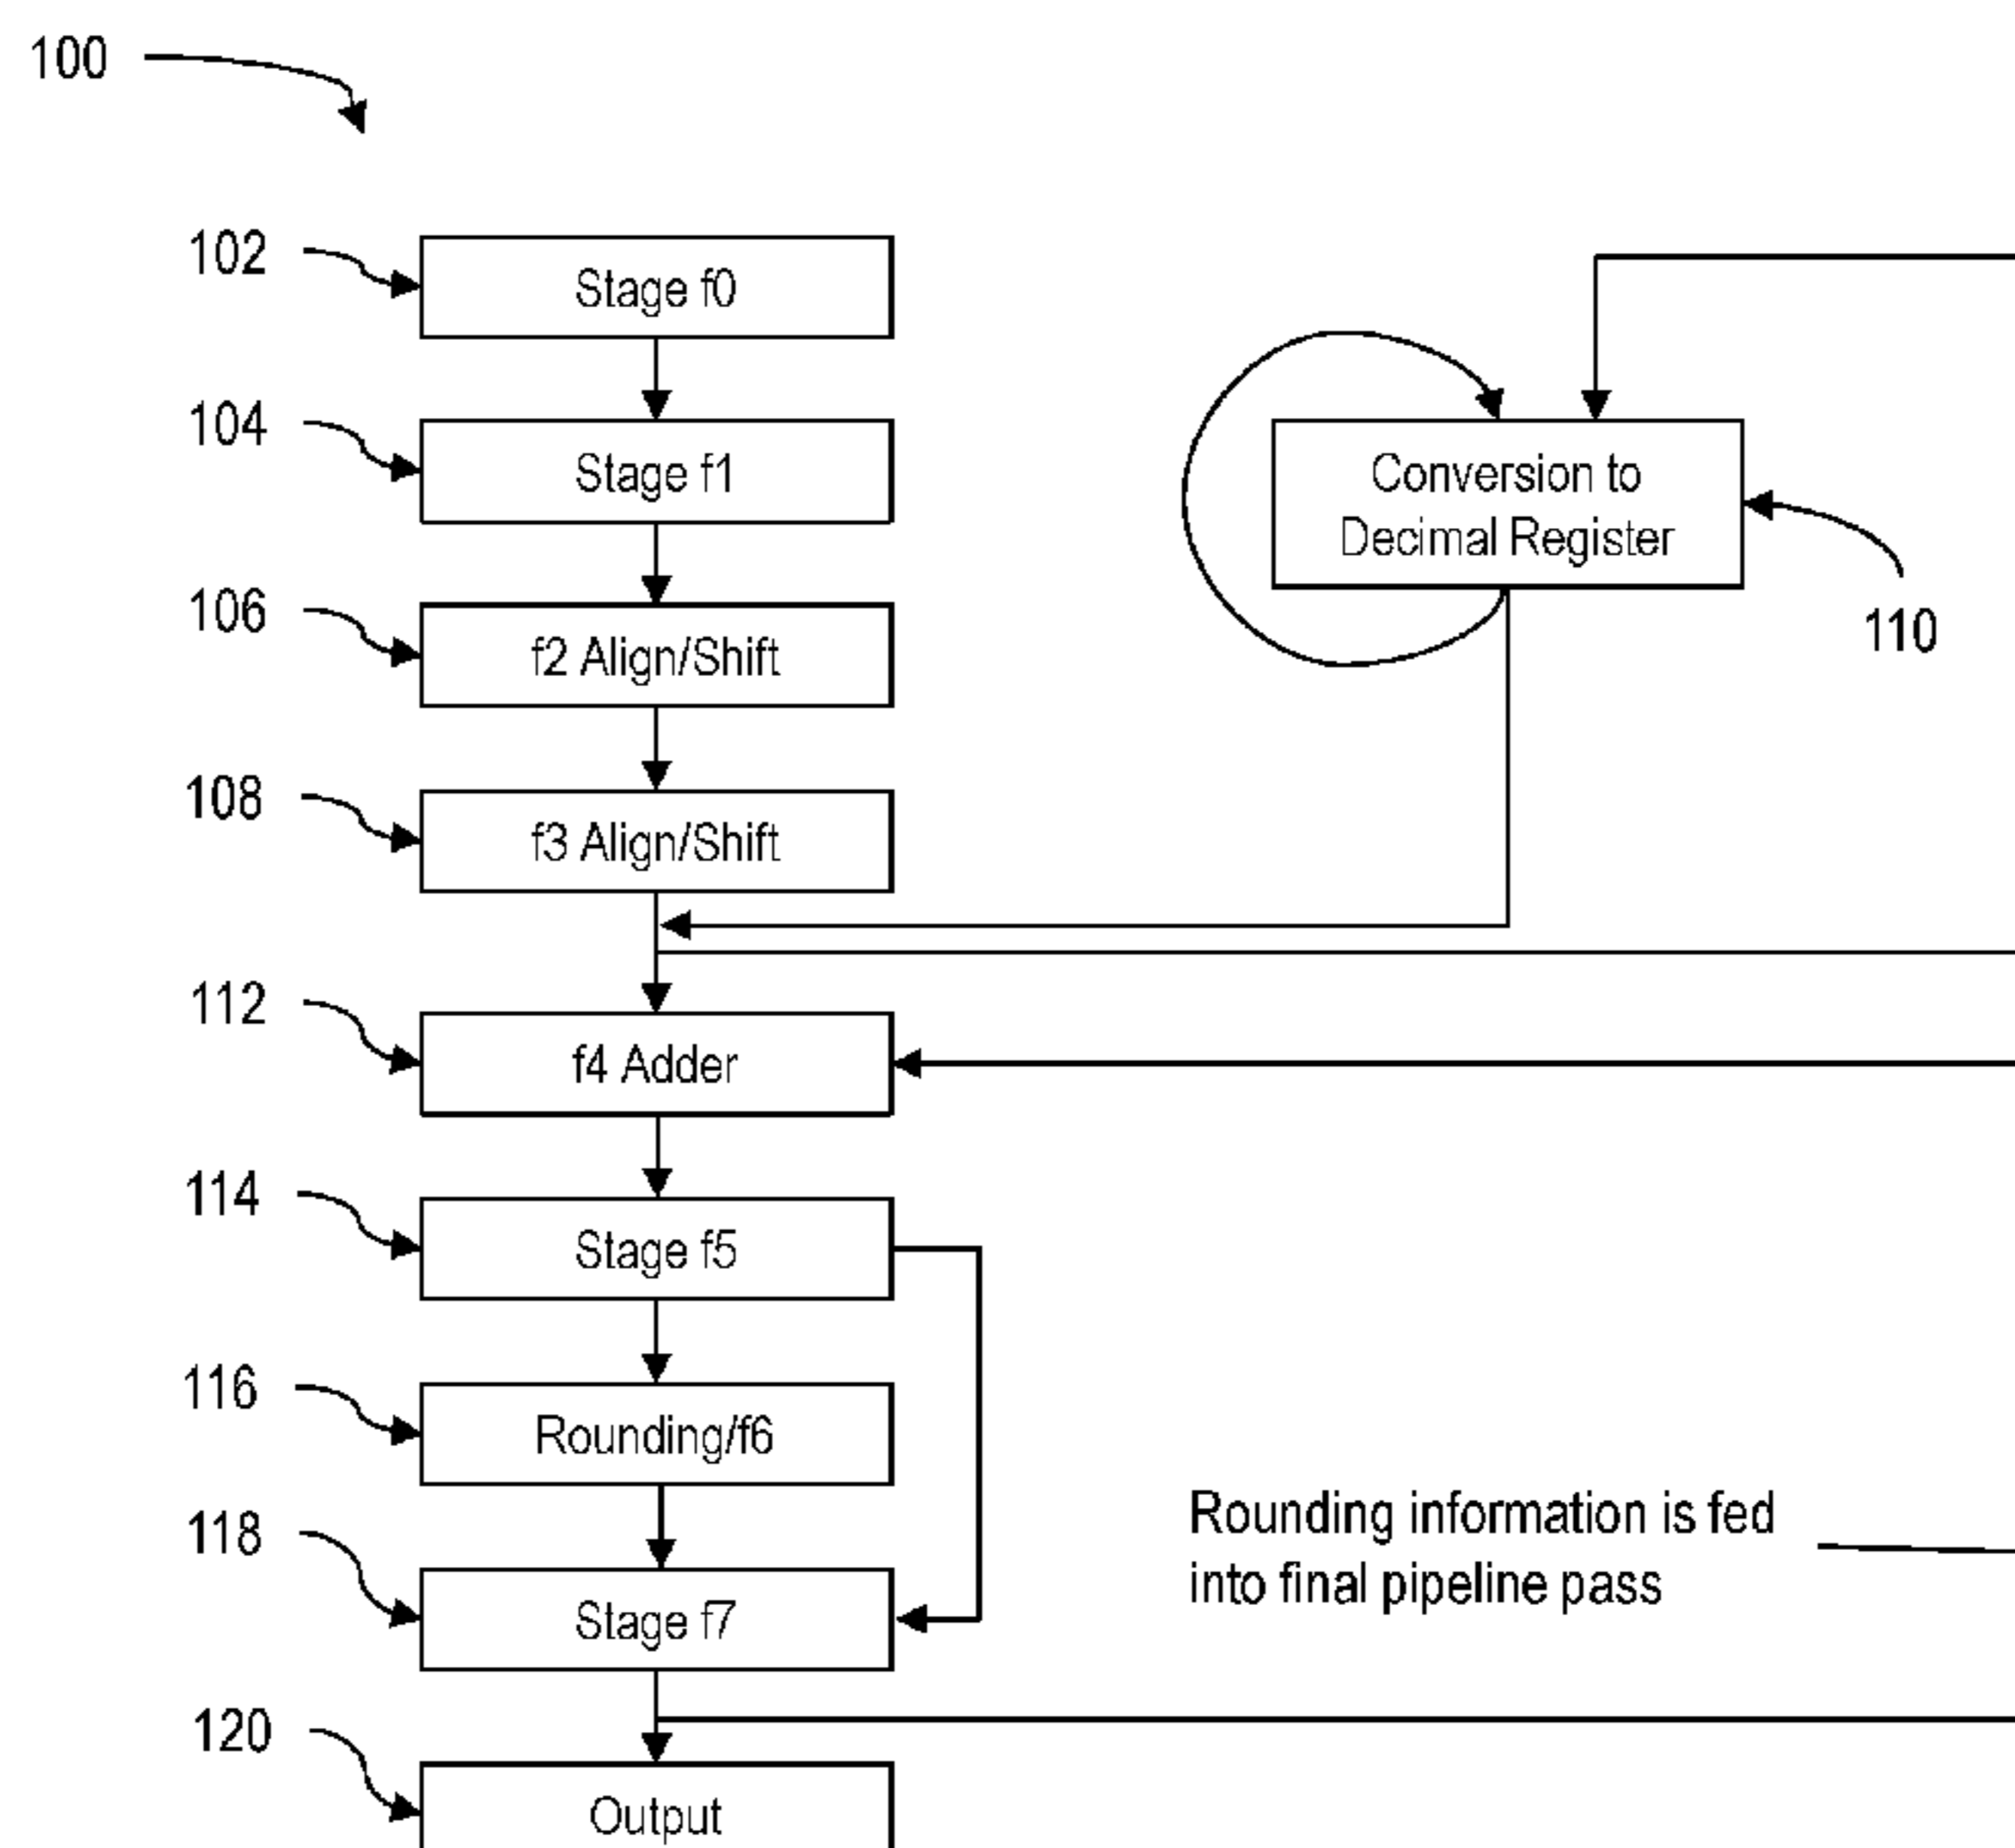 100
102
Stage f0
104
Stage f1
Conversion to
Decimal Register
106
f2 Align/Shift
110
108
f3 Align/Shift
112
f4 Adder
114
Stage f5
116
Rounding/f6
Rounding information is fed
into final pipeline pass
118
Stage f7
120
Output